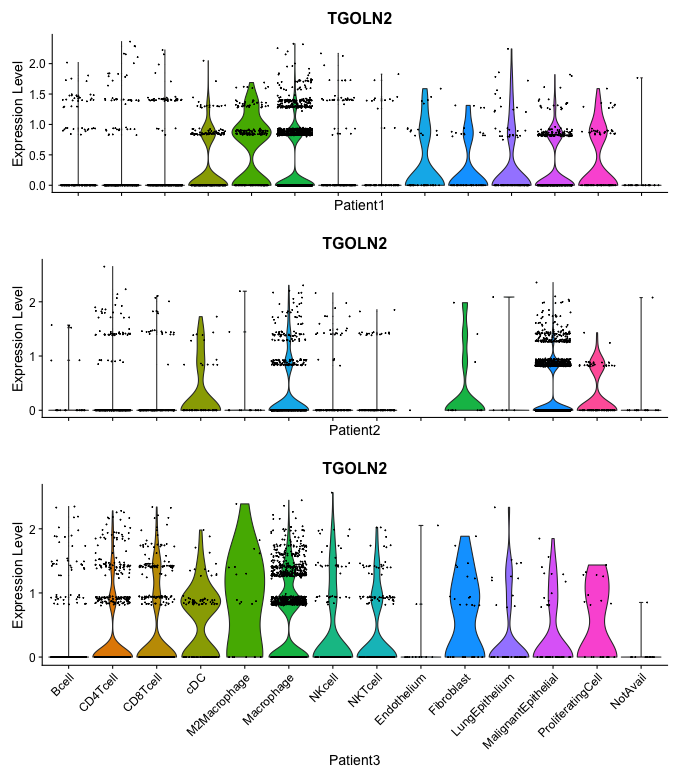 TGOLN2
Expression Level
2.0
1.5
1.0
0.5
0.0
Patient1
TGOLN2
Expression Level
2
1
0
Patient2
TGOLN2
Expression Level
2
1
0
Bcell
CD4Tcell
CD8Tcell
cDC
M2Macrophage
Macrophage
NKcell
NKTcell
Endothelium
Fibroblast
LungEpithelium
MalignantEpithelial
ProliferatingCell
NotAvail
Patient3